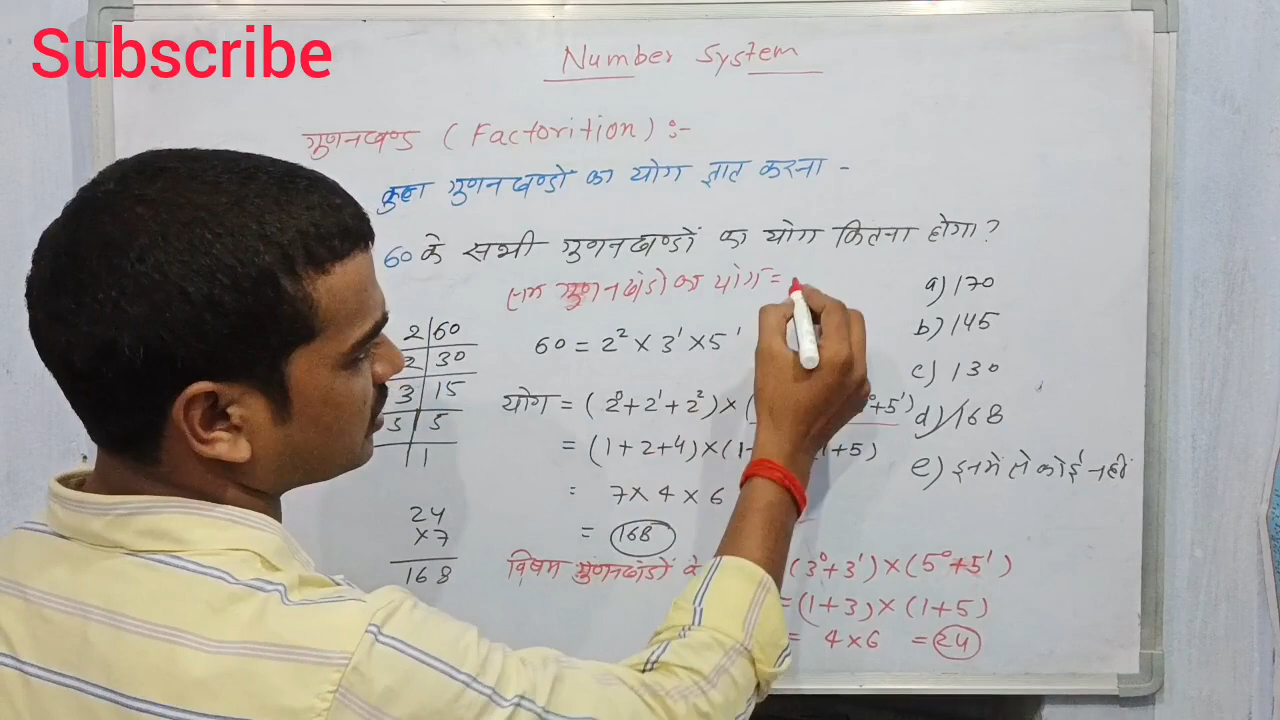 Subscribe
Number System
गुणनखण्ड ( Factorition ) :-
कुल गुणनखण्डो का योग ज्ञात करना -
60 के सभी गुणनखण्डों का योग कितना होगा?
सम गुणनखंडो का योग =
a) 170
2 60
60 = 2² × 3¹ × 5¹
b) 145
2 30
c) 130
3 15
योग = ( 2⁰ + 2¹ + 2² ) × ( ⁰ + 5¹ )
d) 168
5 5
= ( 1 + 2 + 4 ) × ( 1 + 5 )
e) इनमें से कोई नहीं
1
= 7 × 4 × 6
24
× 7
= 168
168
विषम गुणनखंडों ( 3⁰ + 3¹ ) × ( 5⁰ + 5¹ )
= ( 1 + 3 ) × ( 1 + 5 )
= 4 × 6 = 24